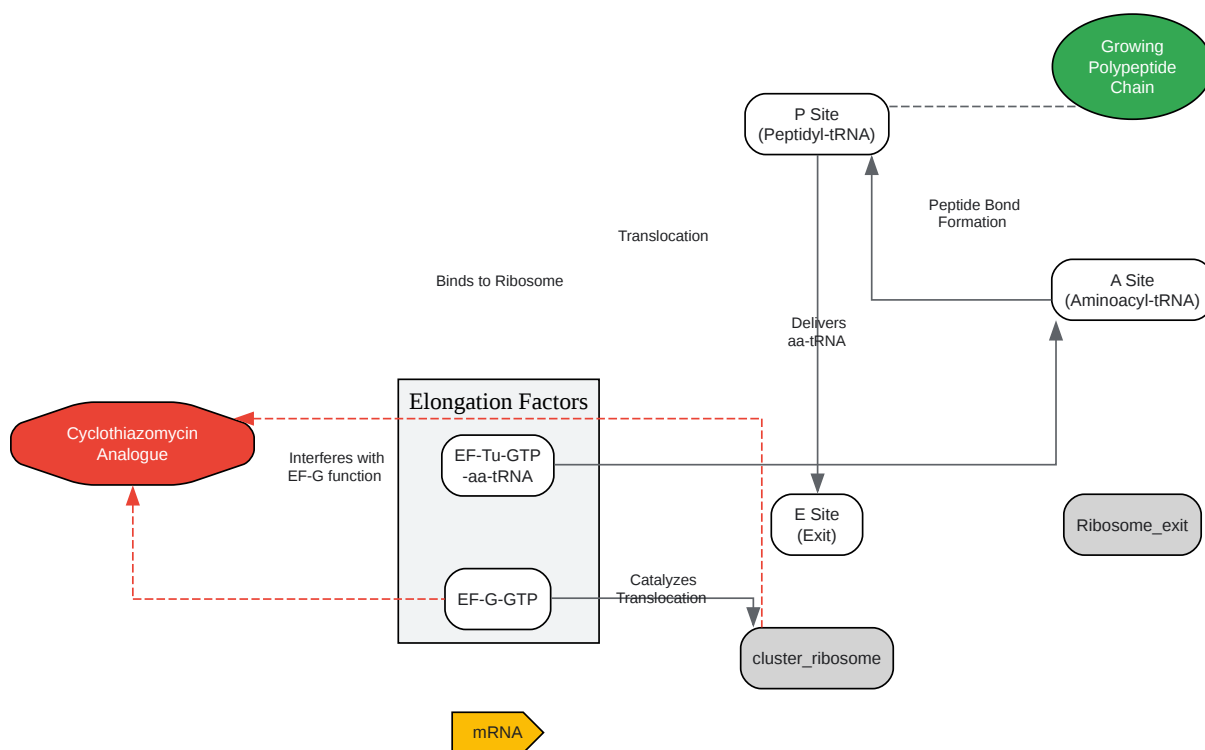 Growing
Polypeptide
Chain
P Site
(Peptidyl-tRNA)
Peptide Bond
Formation
Translocation
Binds to Ribosome
A Site
(Aminoacyl-tRNA)
Delivers
aa-tRNA
Elongation Factors
Cyclothiazomycin
Analogue
Interferes with
EF-G function
EF-Tu-GTP
-aa-tRNA
E Site
(Exit)
Ribosome_exit
Catalyzes
Translocation
EF-G-GTP
cluster_ribosome
mRNA